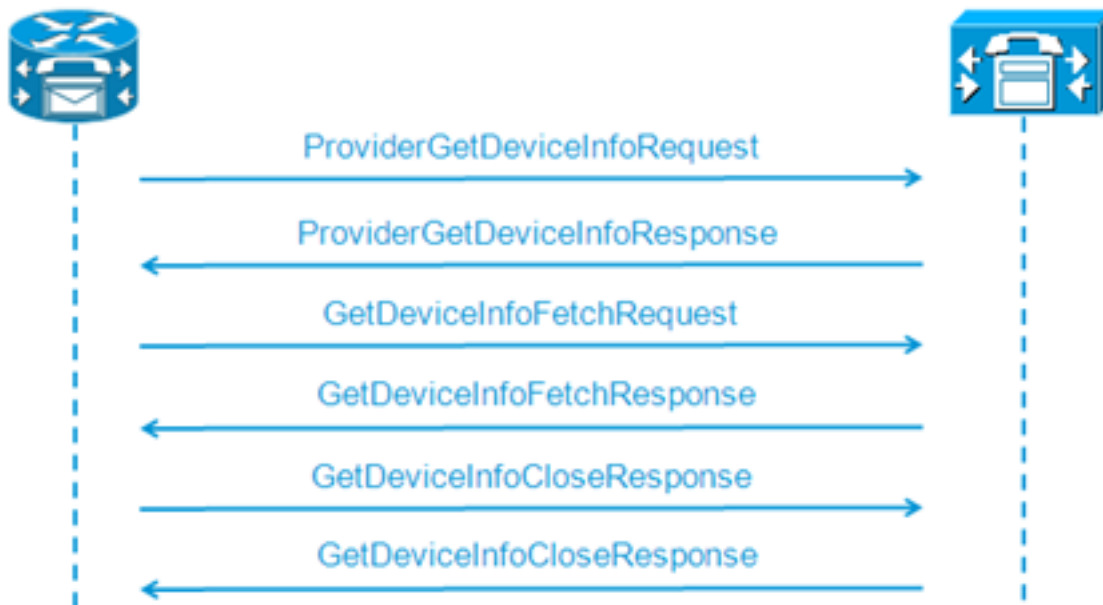 ProviderGetDeviceInfoRequest
ProviderGetDeviceInfoResponse
GetDeviceInfoFetchRequest
GetDeviceInfoFetchResponse
GetDeviceInfoCloseResponse
GetDeviceInfoCloseResponse